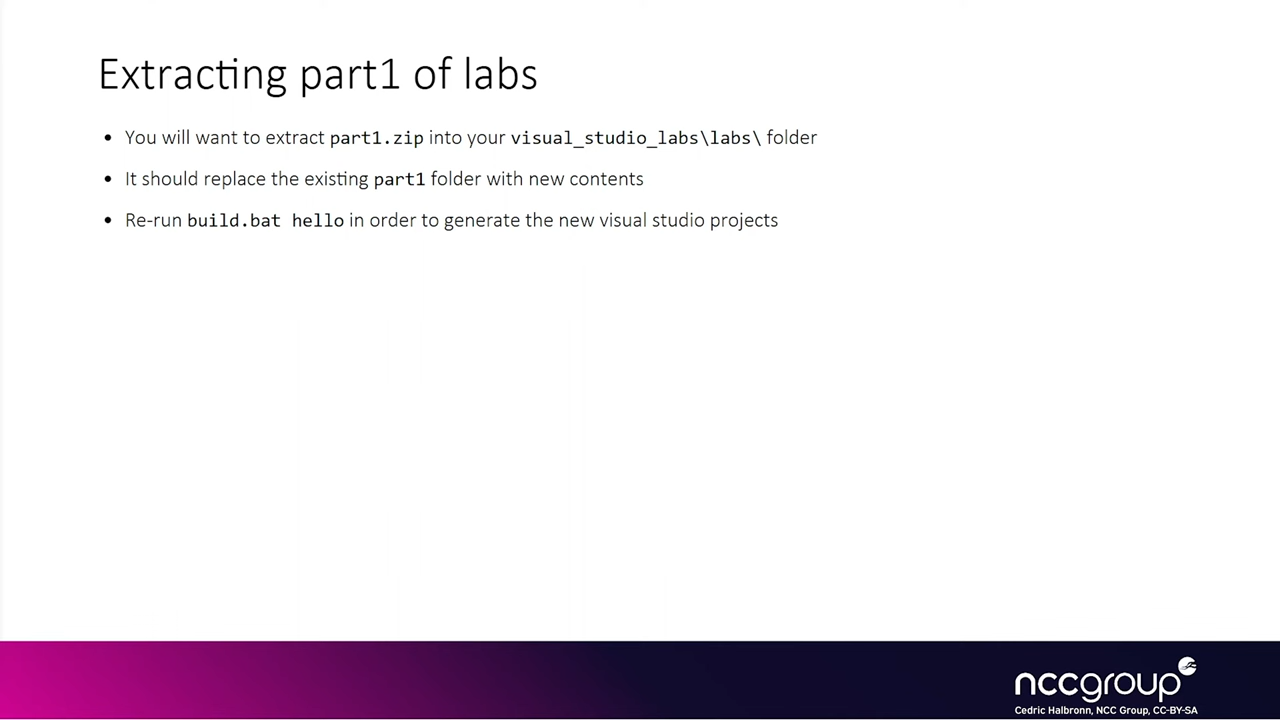 Extracting part1 of labs
• You will want to extract part1.zip into your visual_studio_labs\labs\ folder
• It should replace the existing part1 folder with new contents
• Re-run build.bat hello in order to generate the new visual studio projects
nccgroup
Cedric Halbronn, NCC Group, CC-BY-SA